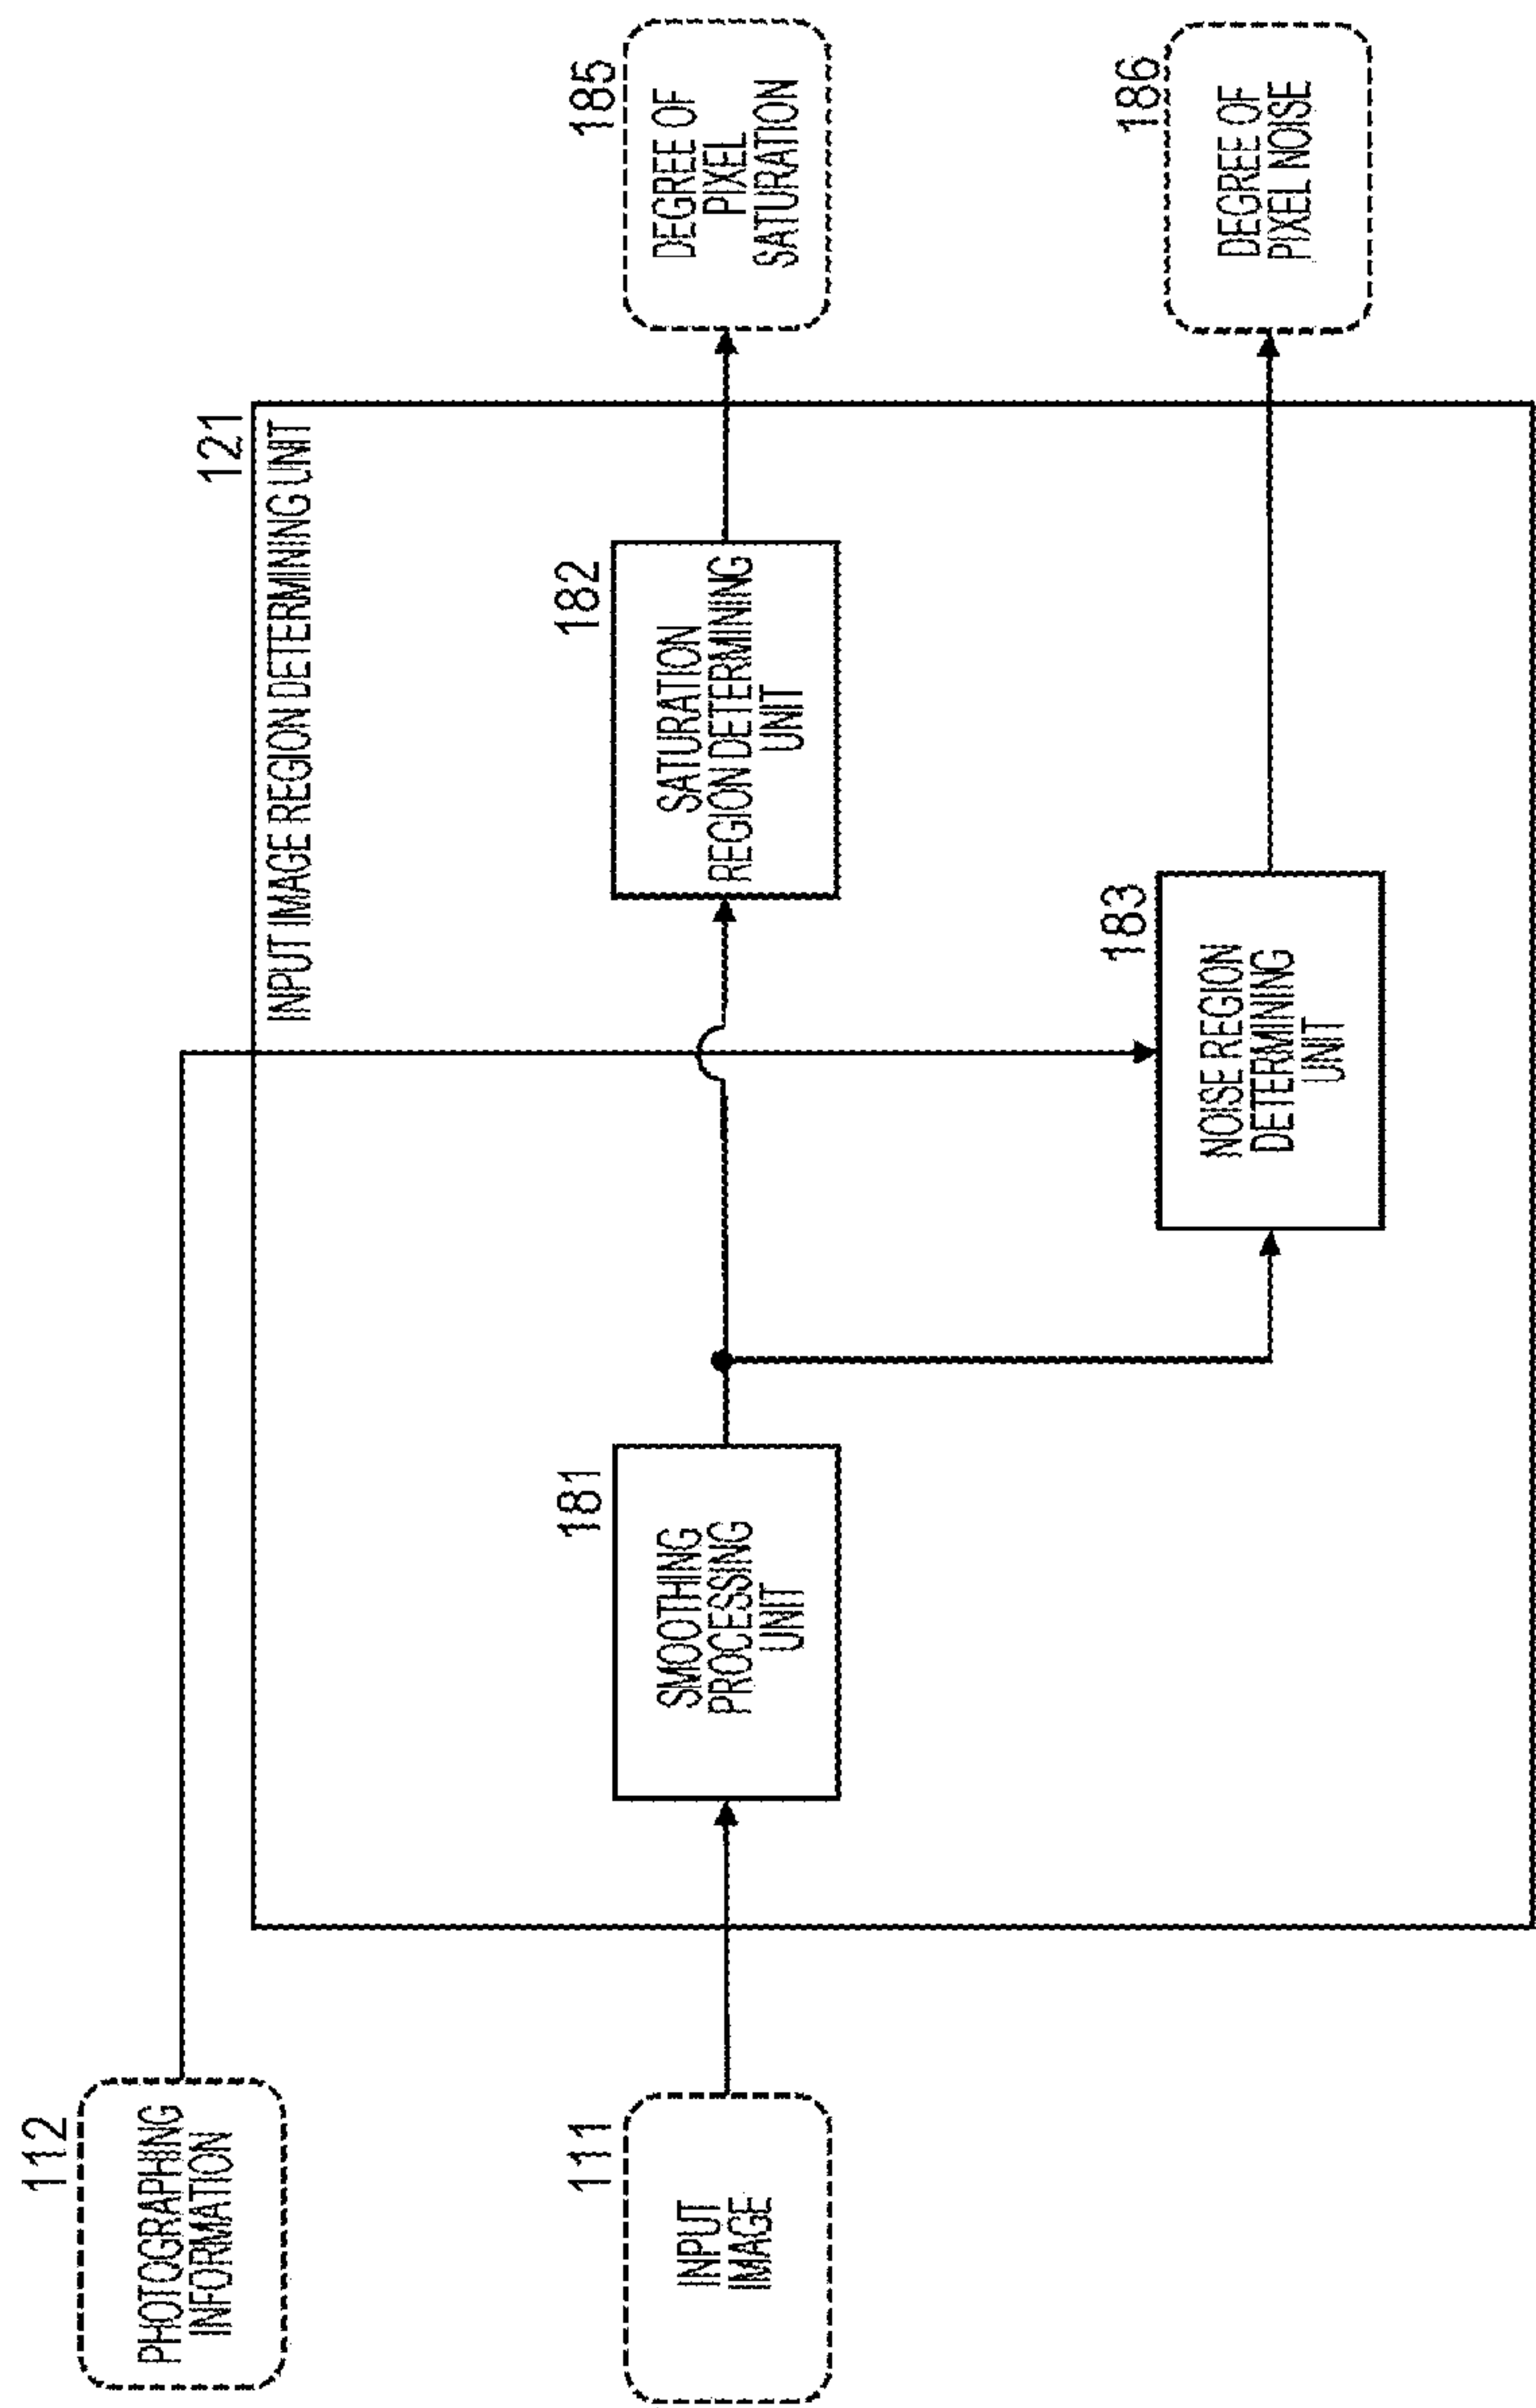 112
PHOTOGRAPHING
INFORMATION
121
INPUT IMAGE REGION DETERMINING UNIT
111
INPUT
IMAGE
181
SMOOTHING
PROCESSING
UNIT
182
SATURATION
REGION DETERMINING
UNIT
185
DEGREE OF
PIXEL
SATURATION
183
NOISE REGION
DETERMINING
UNIT
186
DEGREE OF
PIXEL NOISE